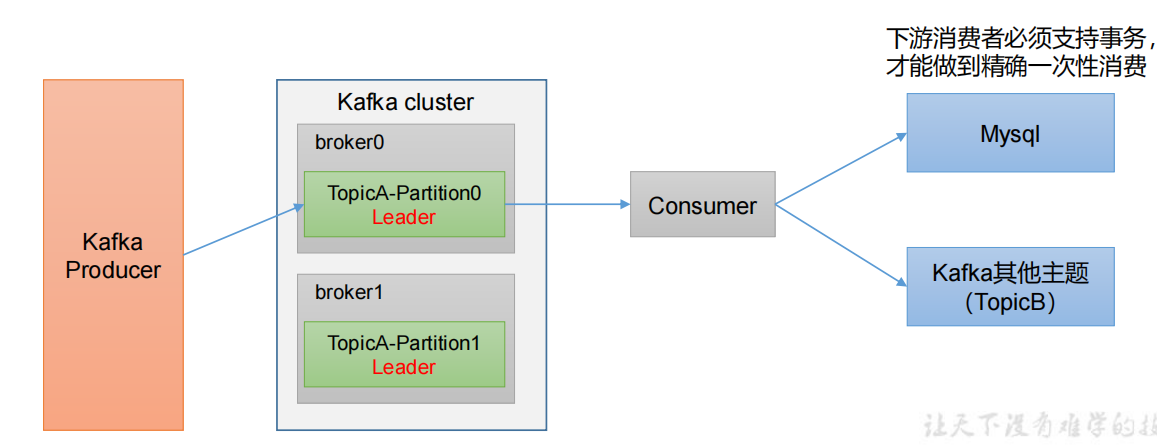 下游消费者必须支持事务，
才能做到精确一次性消费
Kafka cluster
broker0
TopicA-Partition0
Leader
broker1
TopicA-Partition1
Leader
Kafka
Producer
Consumer
Mysql
Kafka其他主题
（TopicB）
让天下没有难学的技